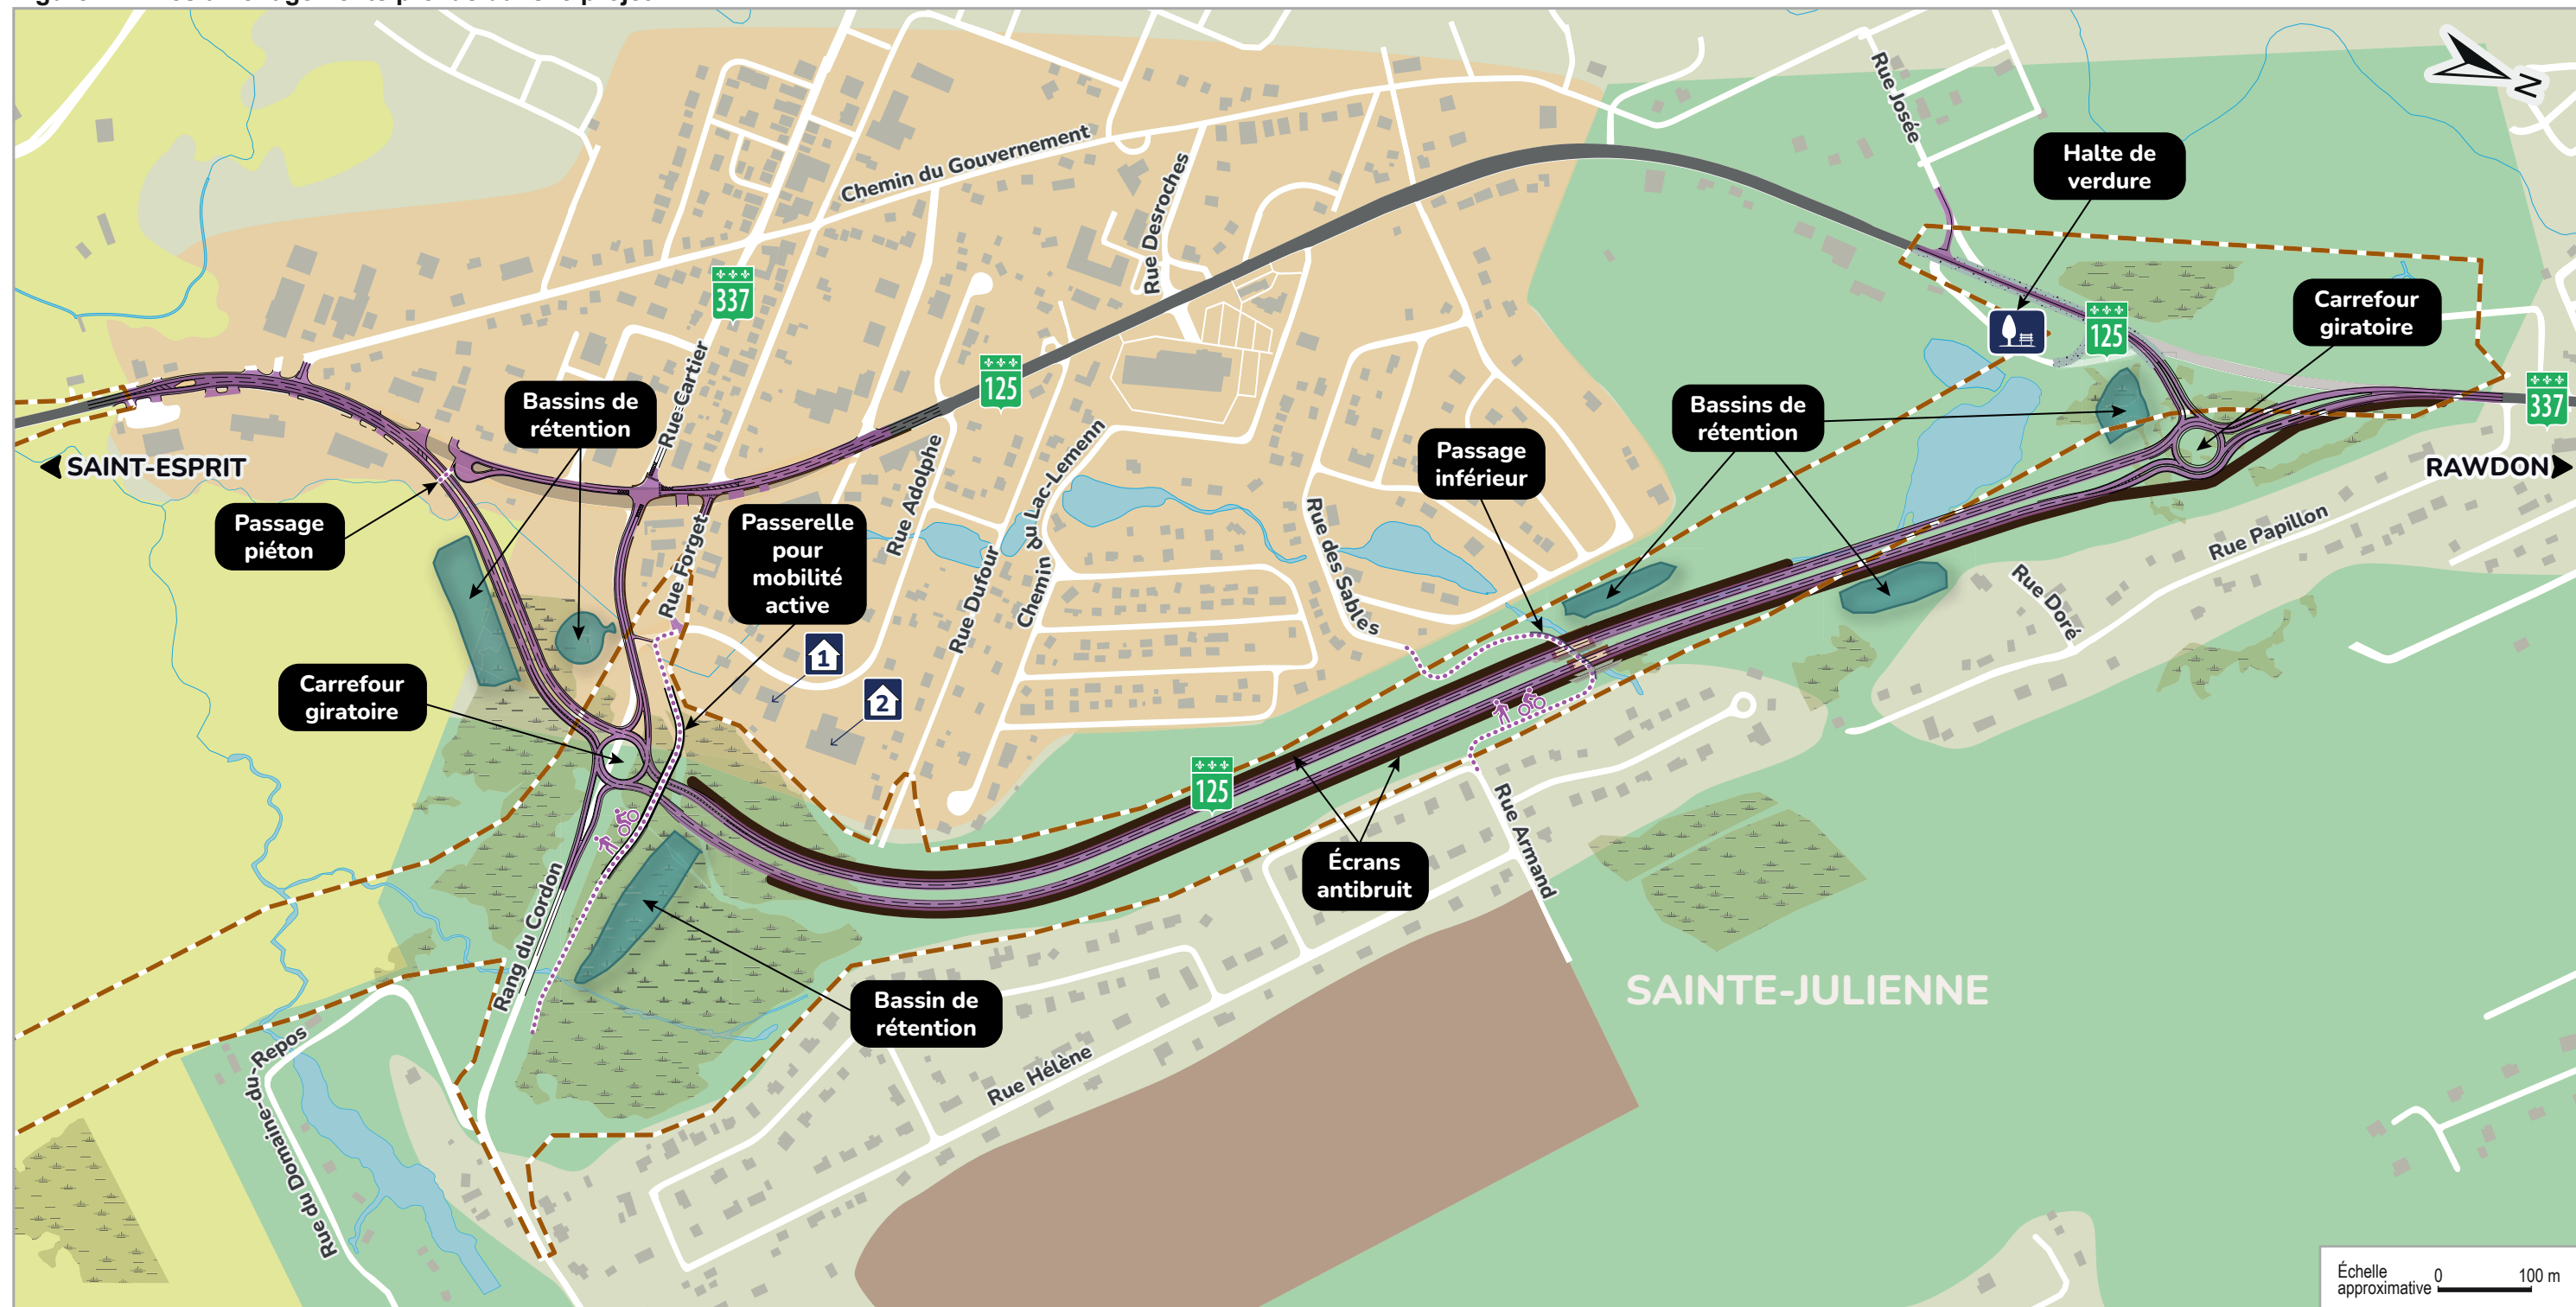 Rue Josée
Halte de
verdure
N
Chemin du Gouvernement
Rue Desroches
337
Carrefour
giratoire
125
Rue Cartier
125
337
Bassins de
rétention
Bassins de
rétention
Passage
inférieur
SAINT-ESPRIT
RAWDON
Rue Adolphe
Chemin du Lac-Lemenn
Passage
piéton
Passerelle
pour
mobilité
active
Rue des Sables
Rue Papillon
Rue Forget
Rue Dufour
Rue Doré
1
2
Carrefour
giratoire
125
Rue Armand
Écrans
antibruit
Rang du Cordon
SAINTE-JULIENNE
Bassin de
rétention
Rue Hélène
Rue du Domaine-du-Repos
Échelle
approximative
0 100 m